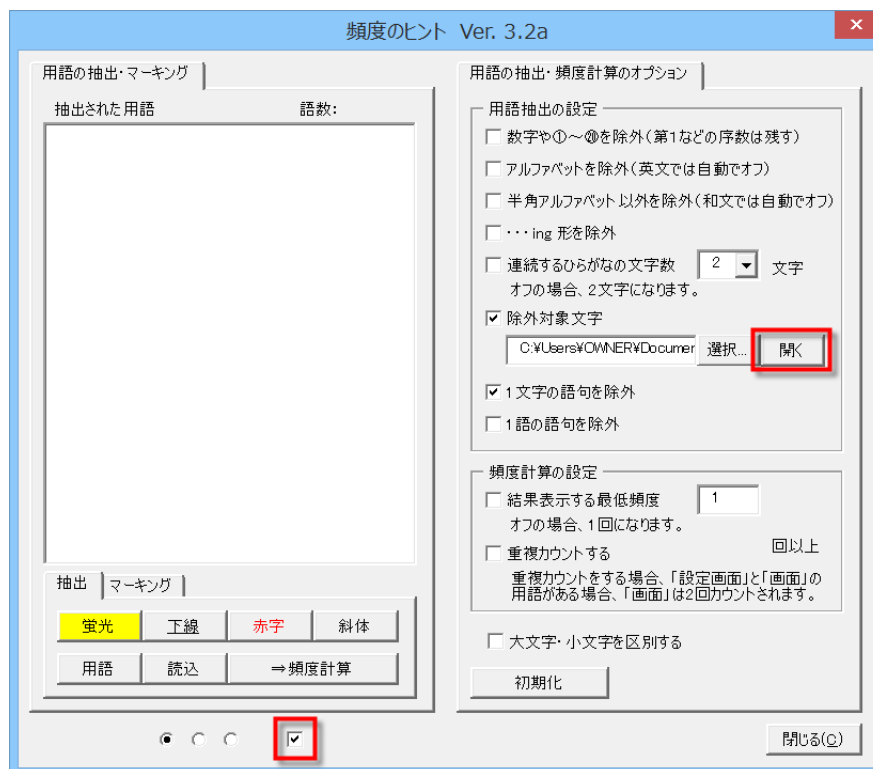 頻度のヒント Ver. 3.2a
用語の抽出・マーキング
抽出された用語
語数:
抽出
マーキング
蛍光
下線
赤字
斜体
用語
読込
⇒頻度計算
用語の抽出・頻度計算のオプション
用語抽出の設定
数字や①~⑳を除外(第1などの序数は残す)
アルファベットを除外(英文では自動でオフ)
半角アルファベット以外を除外(和文では自動でオフ)
・・・ing 形を除外
連続するひらがなの文字数
2
文字
オフの場合、2文字になります。
除外対象文字
C:¥Users¥OWNER¥Documer
選択...
開く
1文字の語句を除外
1語の語句を除外
頻度計算の設定
結果表示する最低頻度
1
オフの場合、1回になります。
回以上
重複カウントする
重複カウントをする場合、「設定画面」と「画面」の
用語がある場合、「画面」は2回カウントされます。
大文字・小文字を区別する
初期化
閉じる(C)